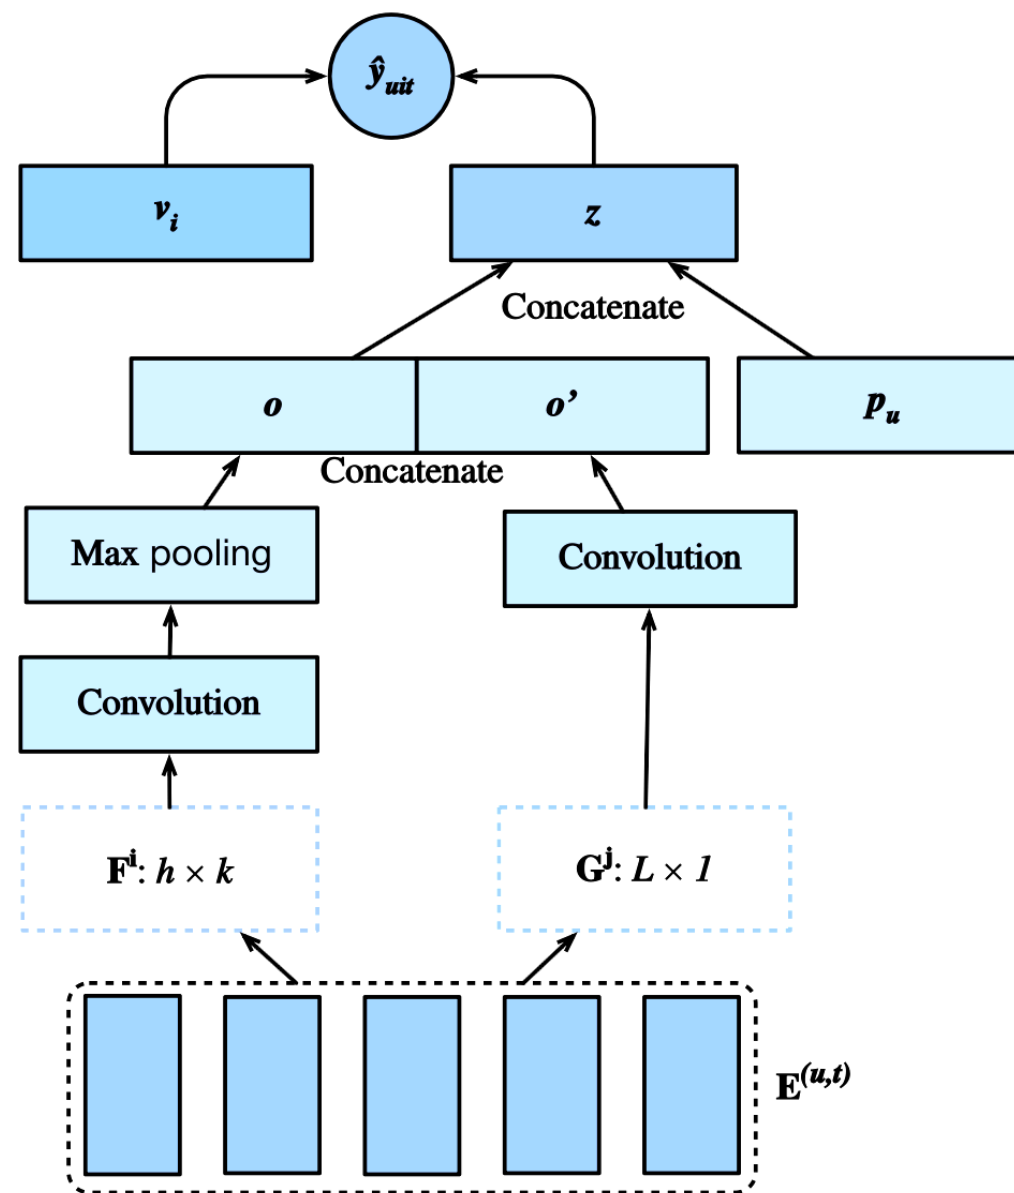 ŷ_uit
v_i
z
Concatenate
o
o’
p_u
Concatenate
Max pooling
Convolution
Convolution
F^i: h × k
G^j: L × 1
E^(u,t)